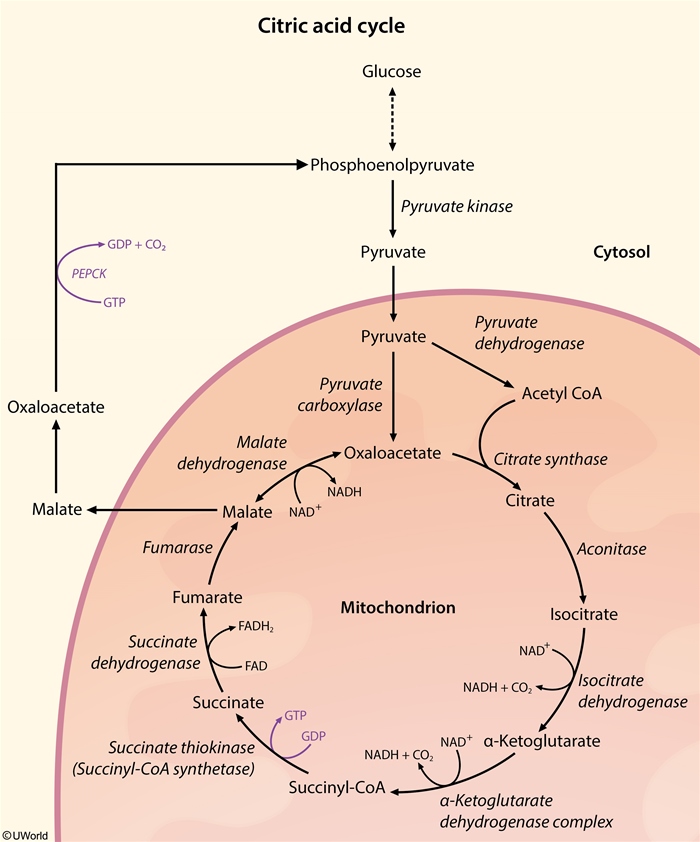 Citric acid cycle
Glucose
Phosphoenolpyruvate
Pyruvate kinase
GDP + CO₂
PEPCK
GTP
Pyruvate
Cytosol
Pyruvate
Pyruvate
dehydrogenase
Pyruvate
carboxylase
Acetyl CoA
Oxaloacetate
Malate
dehydrogenase
Oxaloacetate
Citrate synthase
NADH
NAD⁺
Citrate
Malate
Malate
Fumarase
Aconitase
Fumarate
Mitochondrion
Isocitrate
FADH₂
Succinate
dehydrogenase
FAD
NAD⁺
NADH + CO₂
Isocitrate
dehydrogenase
Succinate
GTP
GDP
Succinate thiokinase
(Succinyl-CoA synthetase)
NADH + CO₂
NAD⁺
α-Ketoglutarate
Succinyl-CoA
α-Ketoglutarate
dehydrogenase complex
© UWorld